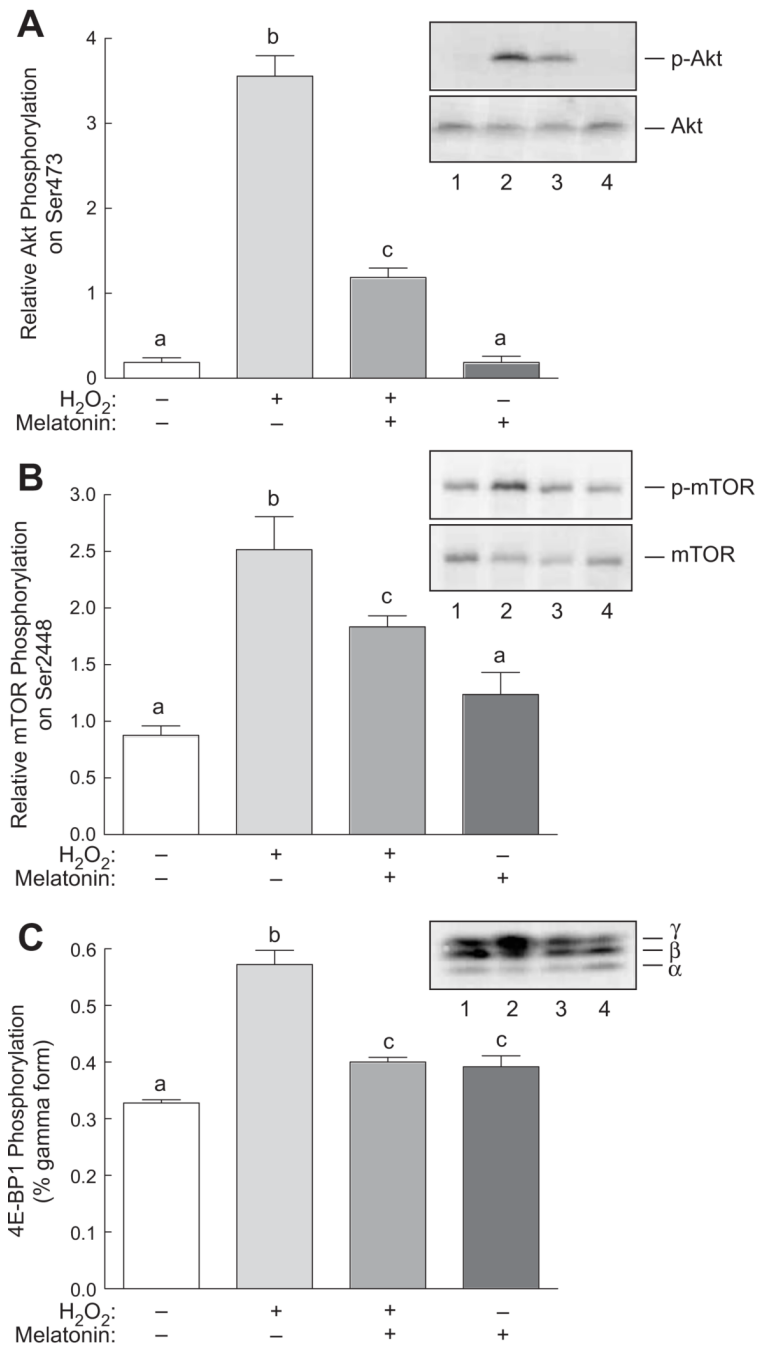 A
Relative Akt Phosphorylation
on Ser473
4
3
2
1
0
a
b
c
a
p-Akt
Akt
1 2 3 4
H2O2: – + + –
Melatonin: – – + +
B
Relative mTOR Phosphorylation
on Ser2448
3.0
2.5
2.0
1.5
1.0
0.5
0.0
a
b
c
a
p-mTOR
mTOR
1 2 3 4
H2O2: – + + –
Melatonin: – – + +
C
4E-BP1 Phosphorylation
(% gamma form)
0.6
0.5
0.4
0.3
0.2
0.1
0.0
a
b
c
c
γ
β
α
1 2 3 4
H2O2: – + + –
Melatonin: – – + +